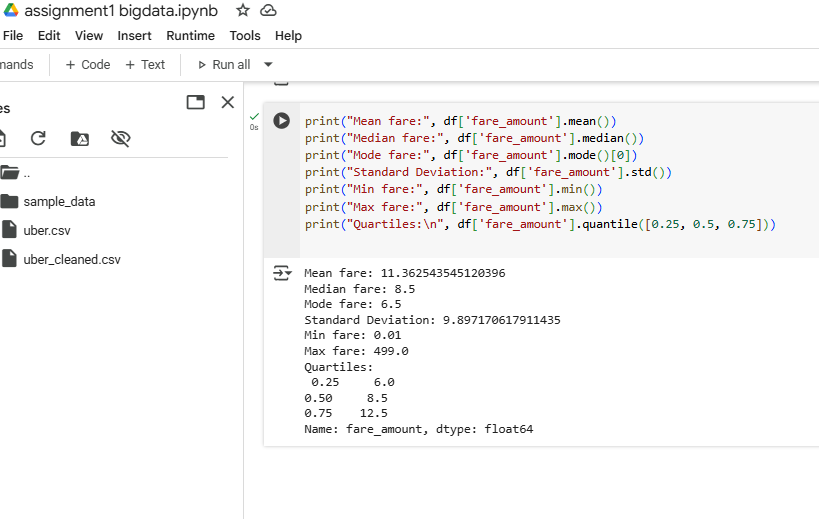 assignment1 bigdata.ipynb
File Edit View Insert Runtime Tools Help
mands + Code + Text Run all
es
..
sample_data
uber.csv
uber_cleaned.csv
0s
print("Mean fare:", df['fare_amount'].mean())
print("Median fare:", df['fare_amount'].median())
print("Mode fare:", df['fare_amount'].mode()[0])
print("Standard Deviation:", df['fare_amount'].std())
print("Min fare:", df['fare_amount'].min())
print("Max fare:", df['fare_amount'].max())
print("Quartiles:\n", df['fare_amount'].quantile([0.25, 0.5, 0.75]))
Mean fare: 11.362543545120396
Median fare: 8.5
Mode fare: 6.5
Standard Deviation: 9.897170617911435
Min fare: 0.01
Max fare: 499.0
Quartiles:
0.25 6.0
0.50 8.5
0.75 12.5
Name: fare_amount, dtype: float64